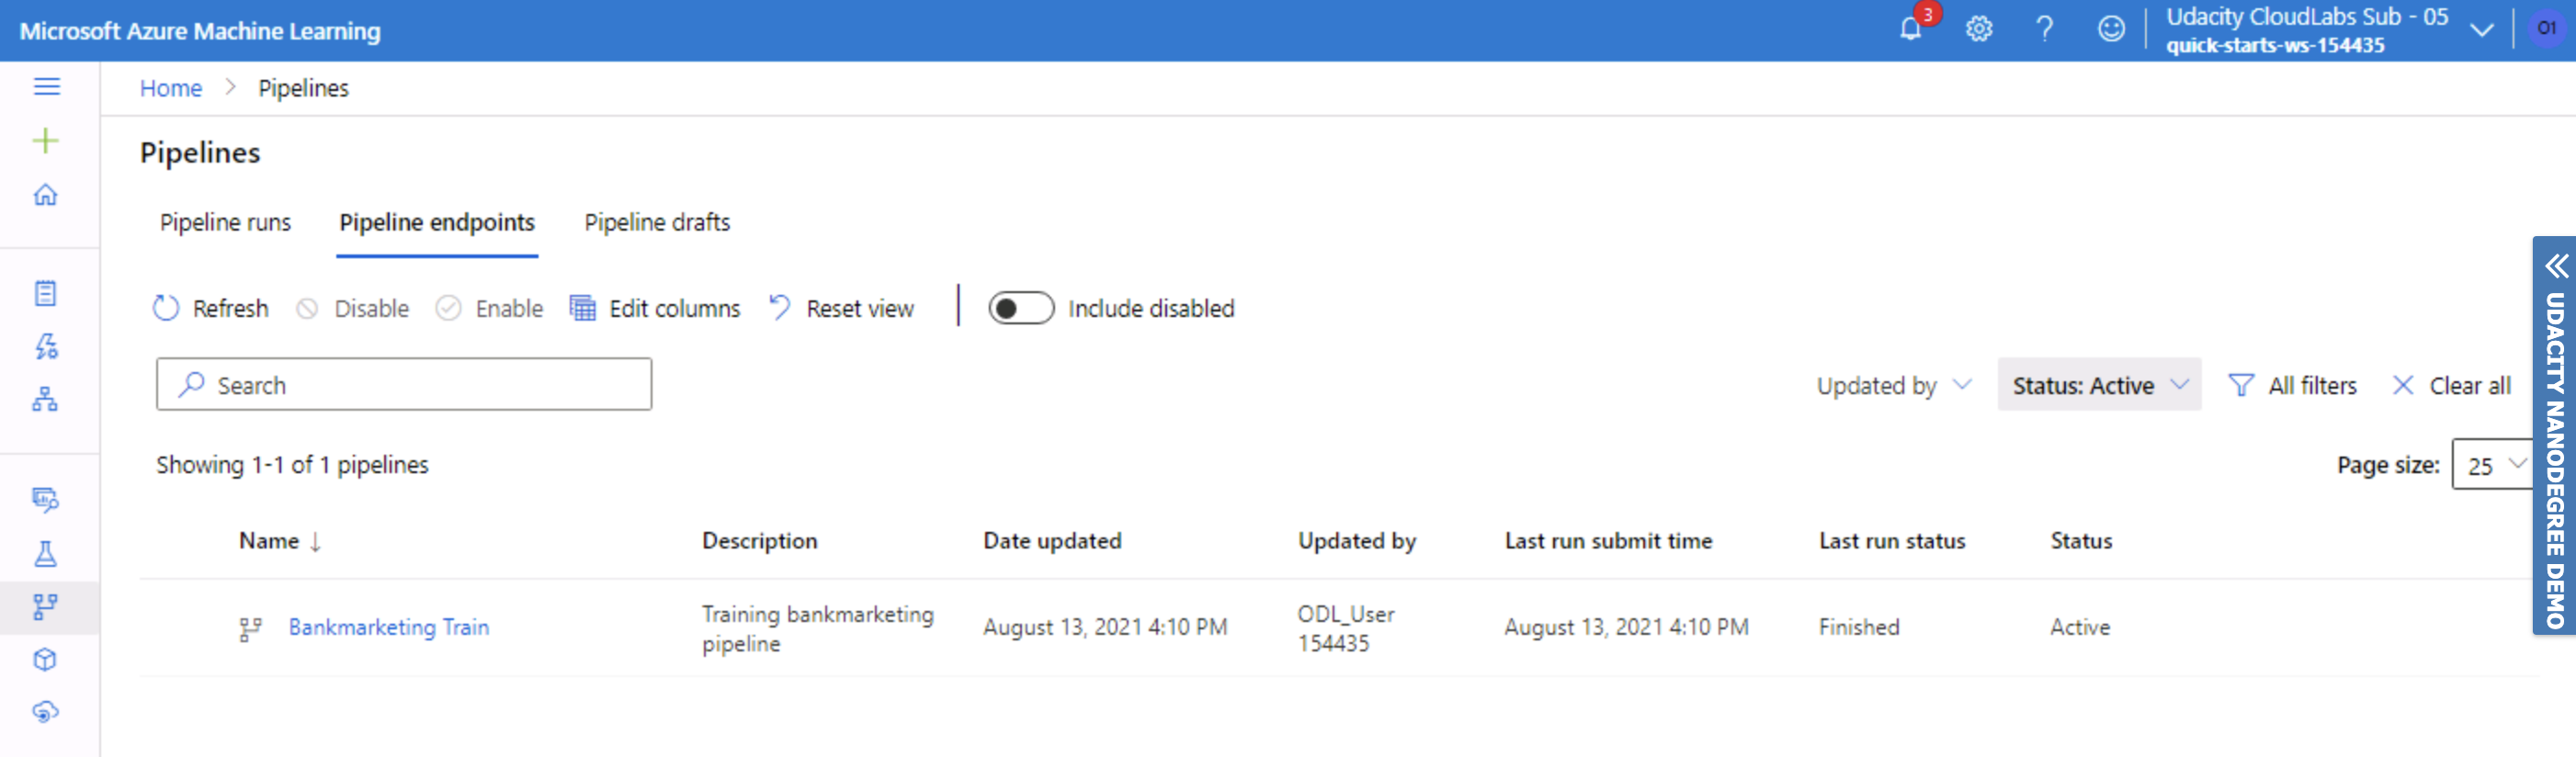 Microsoft Azure Machine Learning
3
Udacity CloudLabs Sub - 05
quick-starts-ws-154435
O1
Home > Pipelines
Pipelines
Pipeline runs Pipeline endpoints Pipeline drafts
Refresh Disable Enable Edit columns Reset view Include disabled
Search
Updated by Status: Active All filters Clear all
Showing 1-1 of 1 pipelines
Page size: 25
Name ↓ Description Date updated Updated by Last run submit time Last run status Status
Bankmarketing Train Training bankmarketing August 13, 2021 4:10 PM ODL_User August 13, 2021 4:10 PM Finished Active
pipeline 154435
UDACITY NANODEGREE DEMO